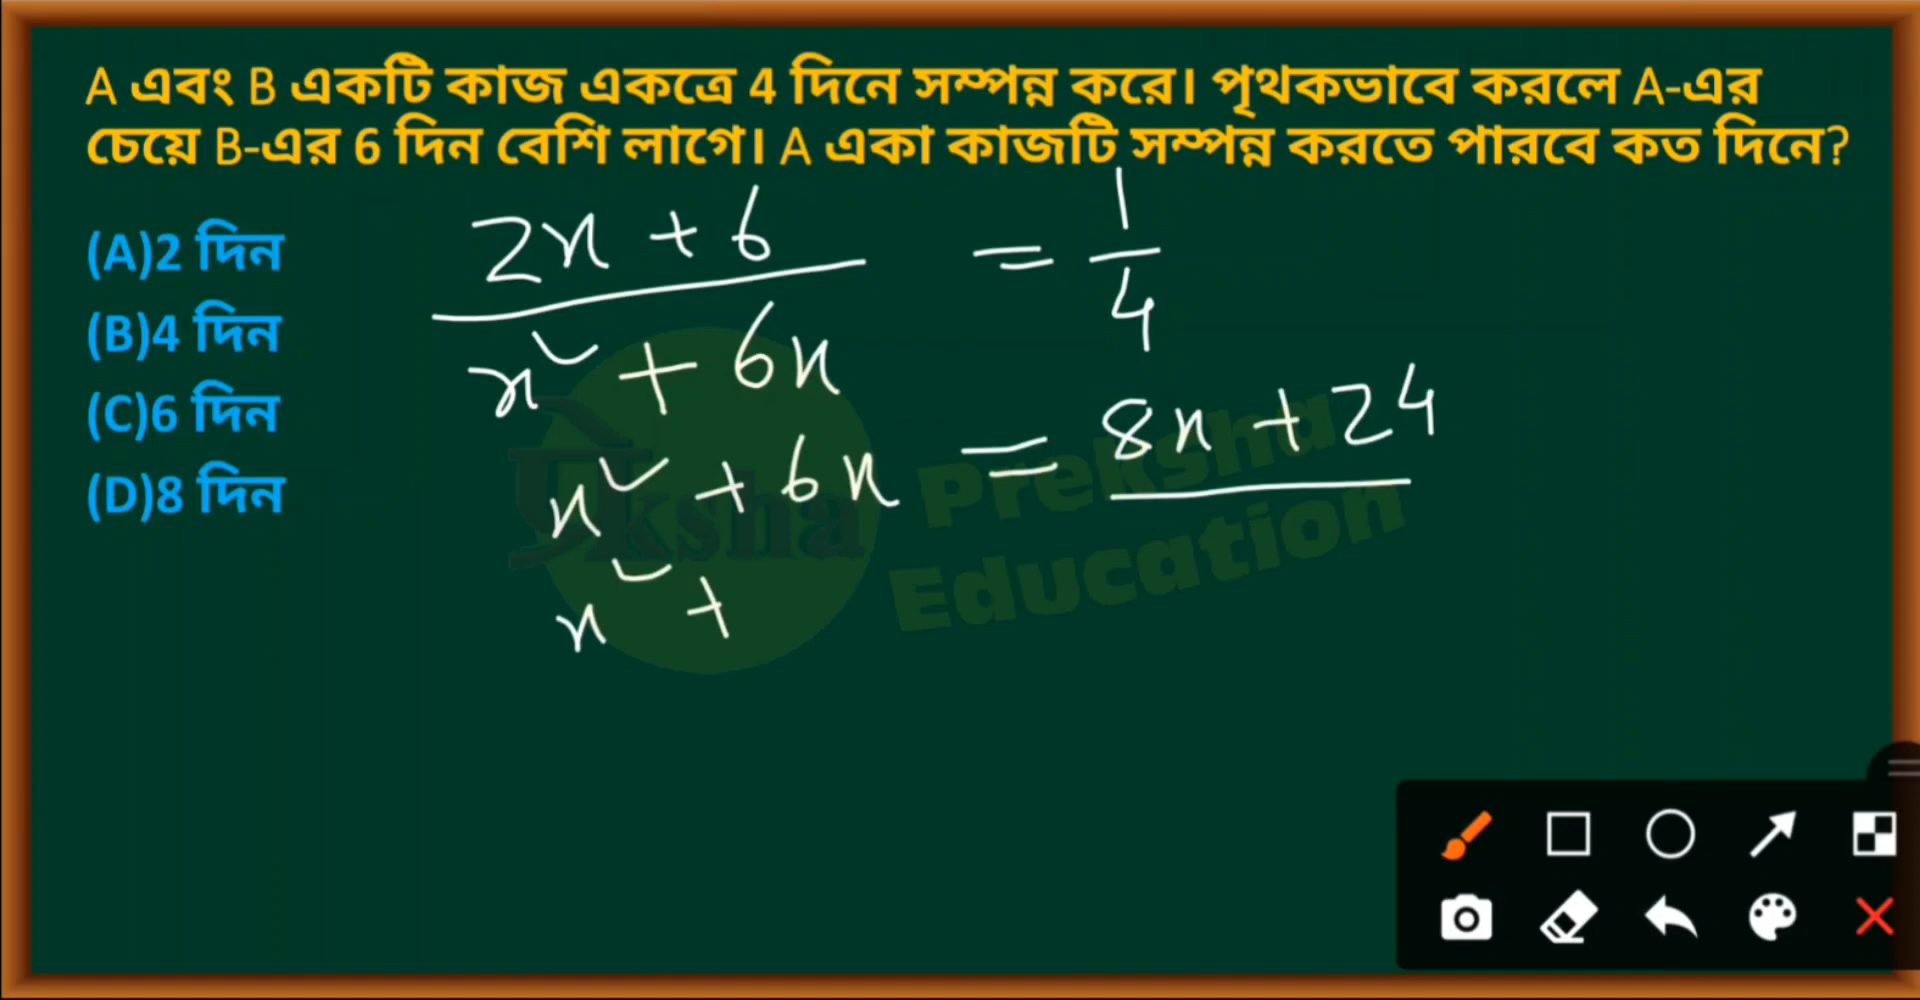 A এবং B একটি কাজ একত্রে 4 দিনে সম্পন্ন করে। পৃথকভাবে করলে A-এর
চেয়ে B-এর 6 দিন বেশি লাগে। A একা কাজটি সম্পন্ন করতে পারবে কত দিনে?
(A)2 দিন
(B)4 দিন
(C)6 দিন
(D)8 দিন
2x + 6 / x² + 6x = 1/4
x² + 6x = 8x + 24
x² +
Preksha
Education